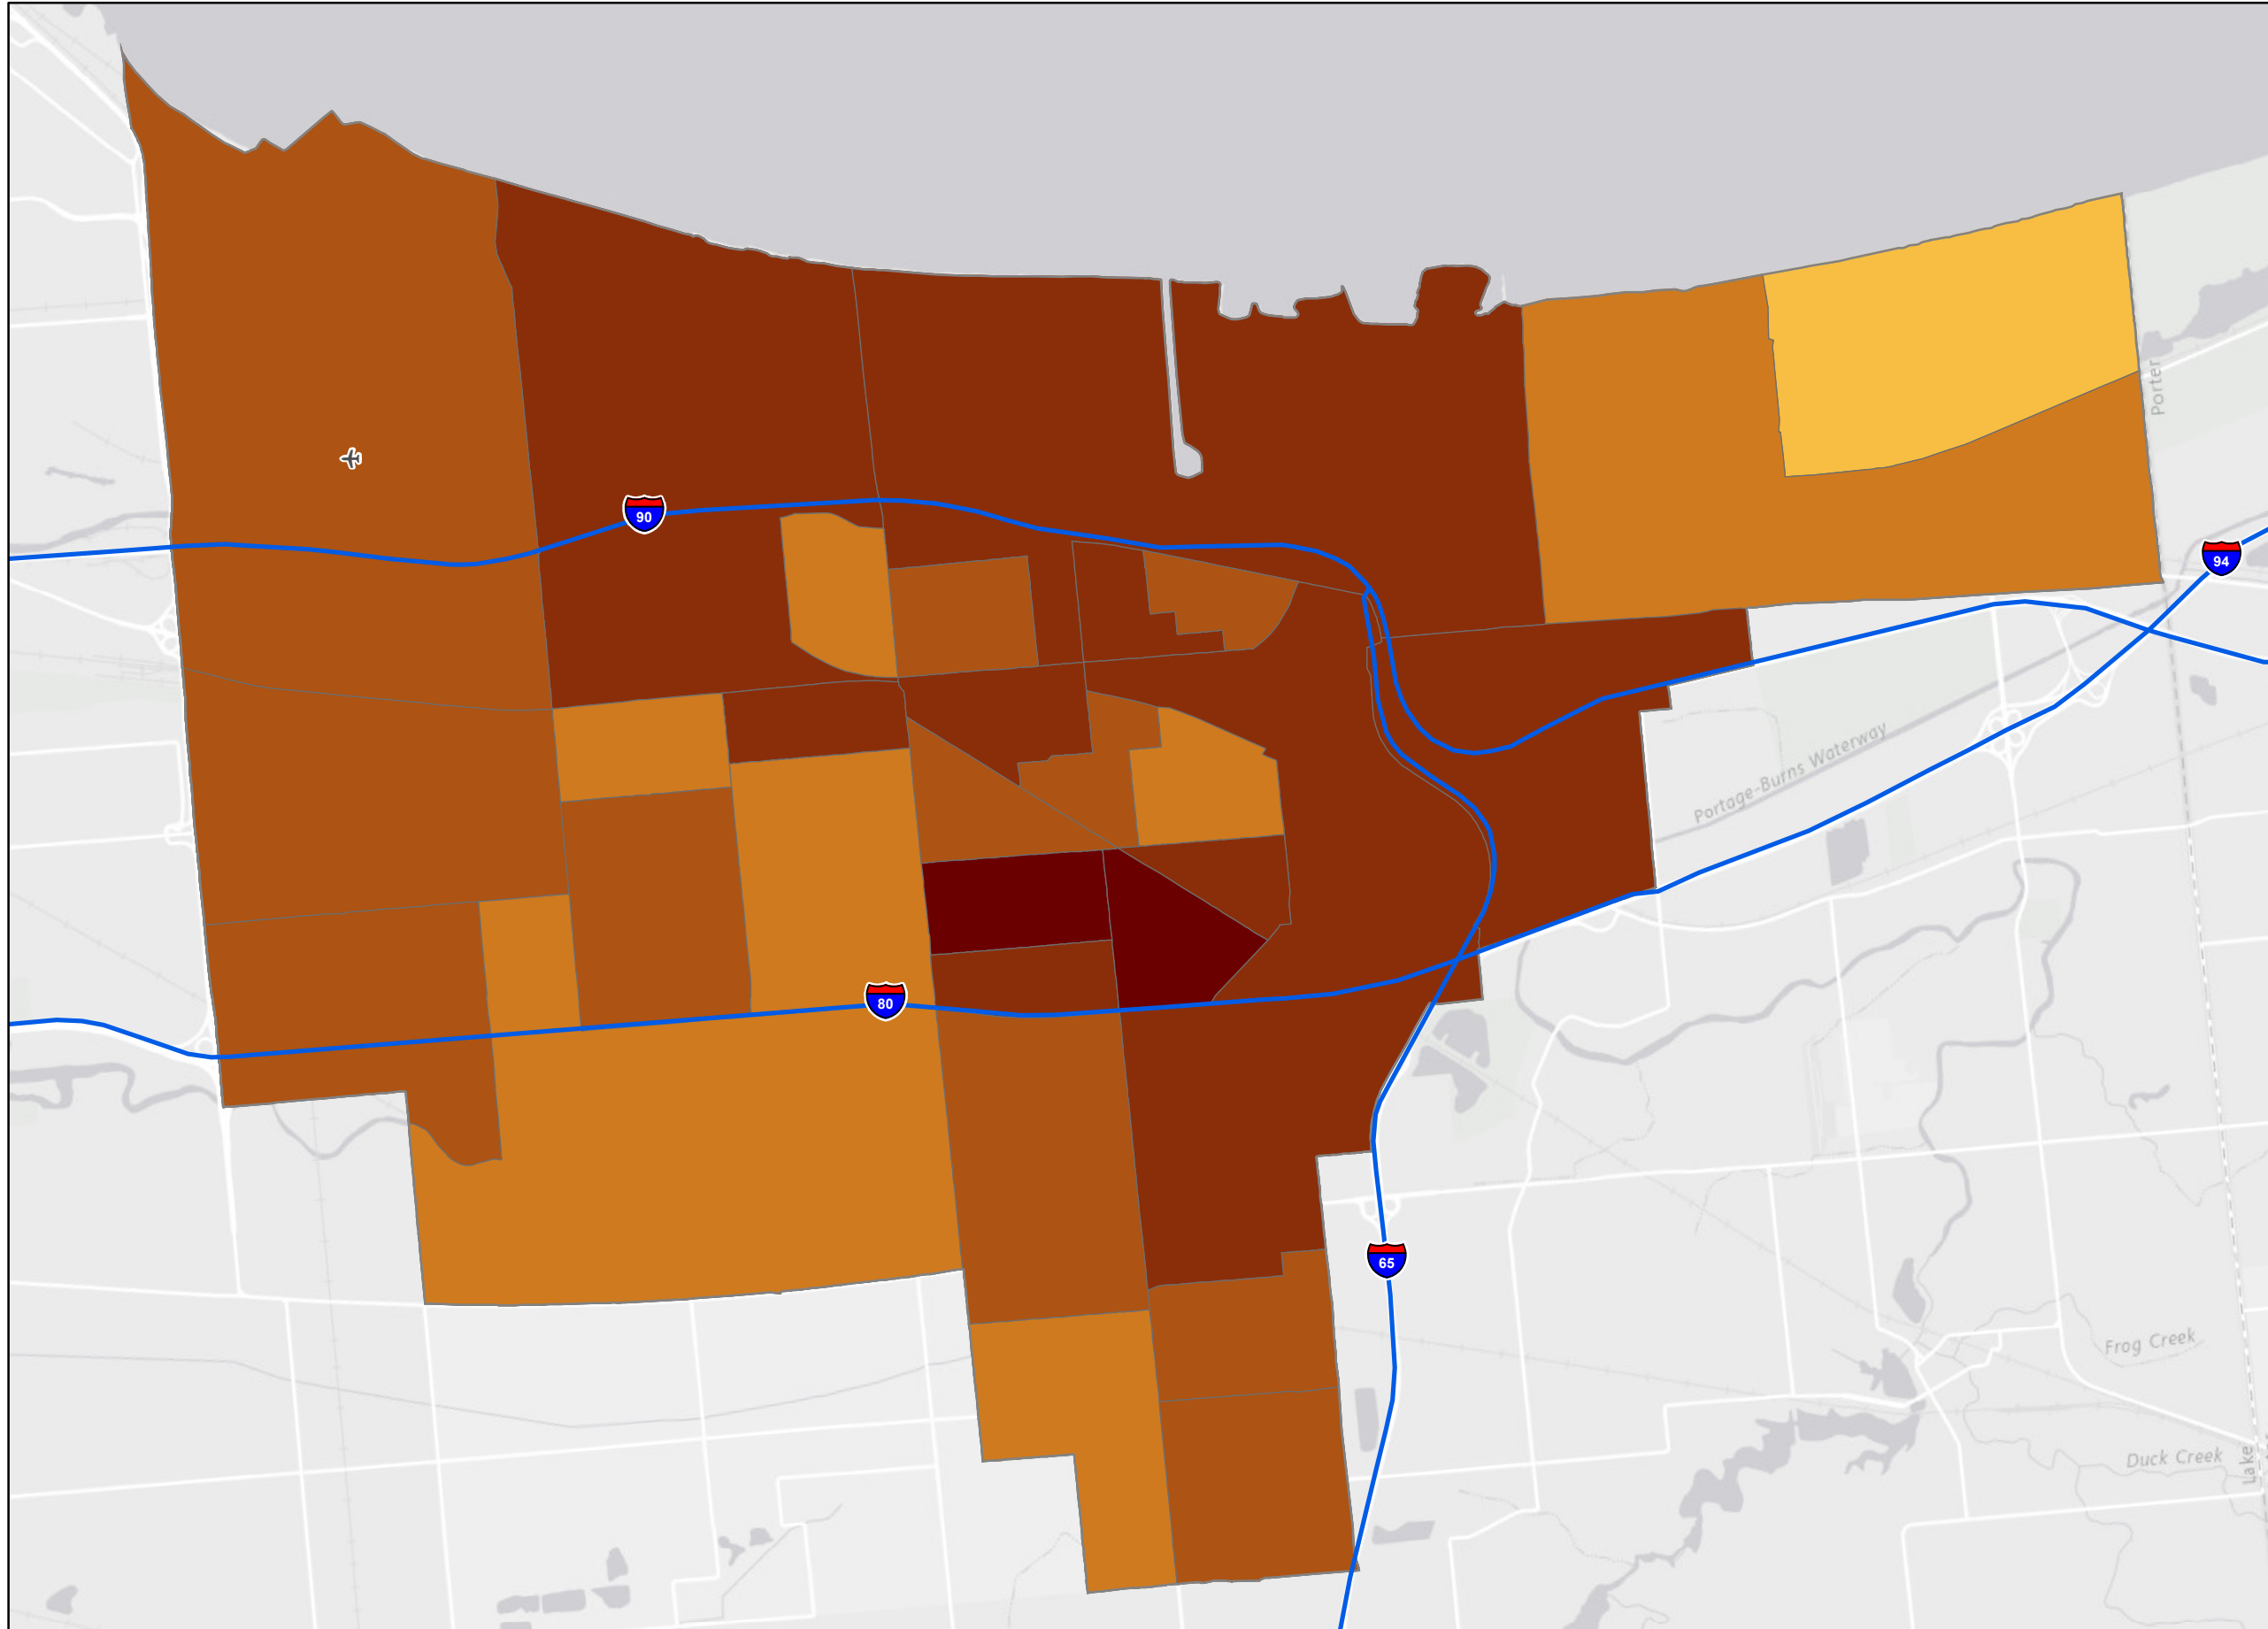 Porter
90
94
Portage-Burns Waterway
80
65
Frog Creek
Duck Creek
Lake